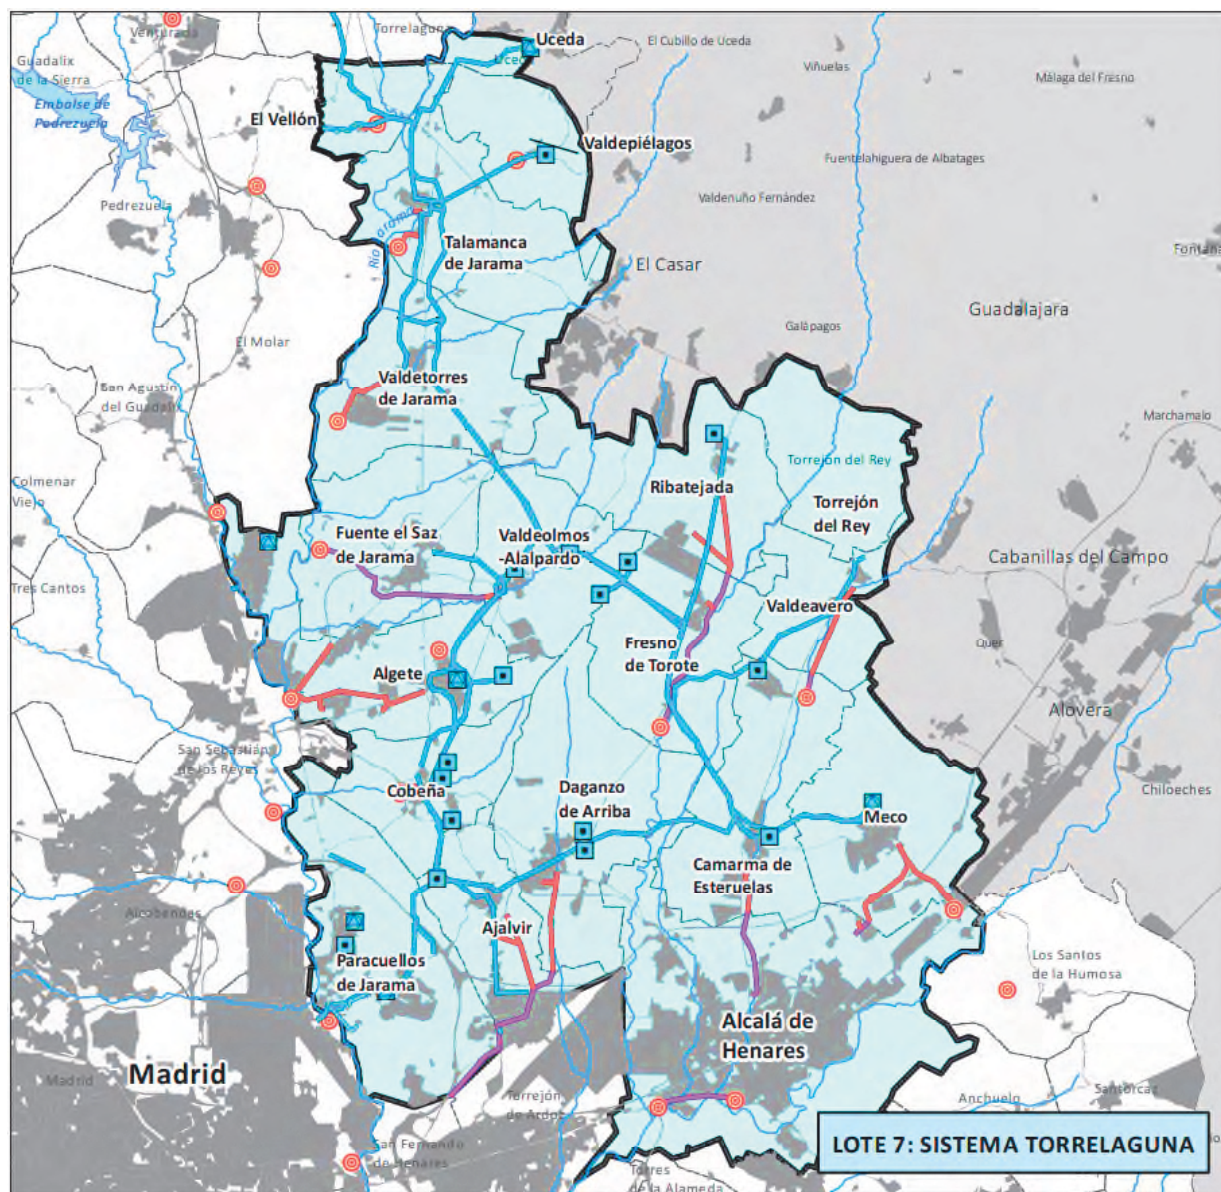 Venturada
Torrelaguna
Uceda
Uceda
El Cubillo de Uceda
Viñuelas
Málaga del Fresno
Guadalix
de la Sierra
Embalse de
Pedrezuela
El Vellón
Valdepiélagos
Fuentelahiguera de Albatages
Valdenuño Fernández
Pedrezuela
Río Jarama
Talamanca
de Jarama
El Casar
Fontana
Guadalajara
Galápagos
El Molar
San Agustín
del Guadalix
Valdetorres
de Jarama
Marchamalo
Colmenar
Viejo
Torrejón del Rey
Ribatejada
Torrejón
del Rey
Fuente el Saz
de Jarama
Valdeolmos
-Alalpardo
Cabanillas del Campo
Tres Cantos
Valdeavero
Fresno
de Torote
Quer
Algete
Alovera
San Sebastián
de los Reyes
Cobeña
Daganzo
de Arriba
Meco
Chiloeches
Camarma de
Esteruelas
Alcobendas
Ajalvir
Paracuellos
de Jarama
Los Santos
de la Humosa
Alcalá de
Henares
Madrid
Madrid
Torrejón
de Ardoz
Anchuelo
Santorcaz
San Fernando
de Henares
Torres
de la Alameda
LOTE 7: SISTEMA TORRELAGUNA